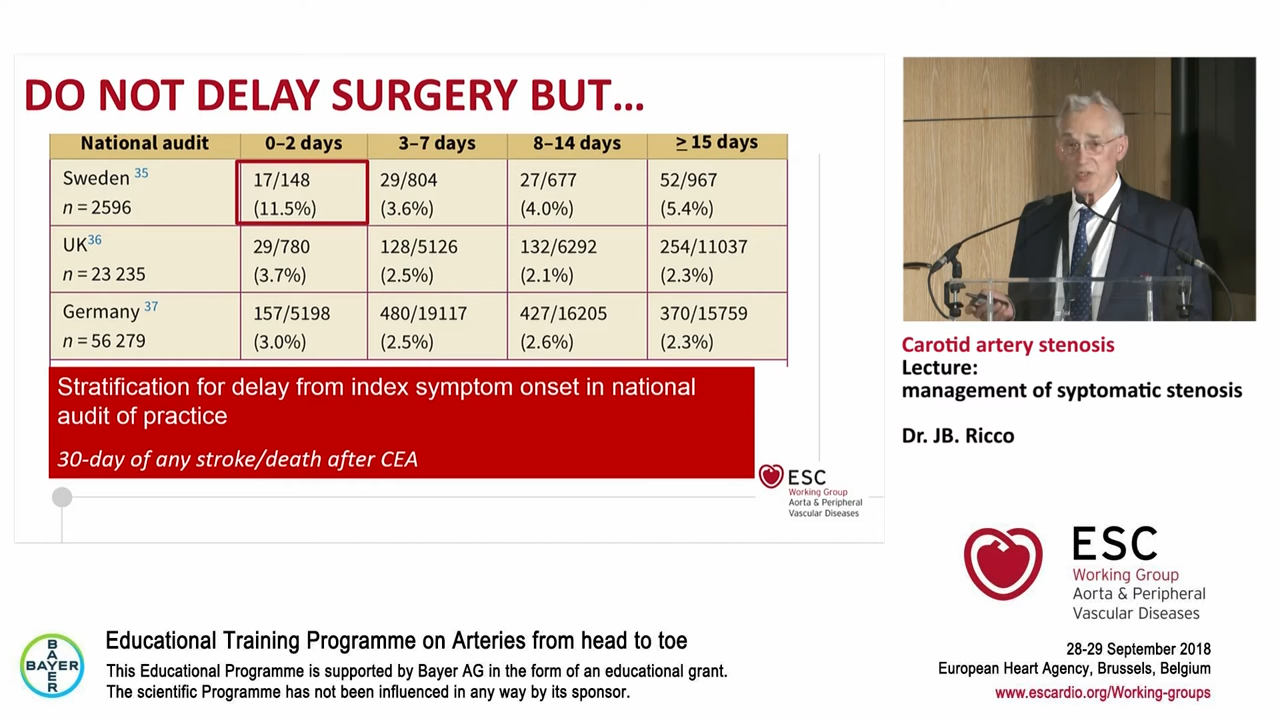 DO NOT DELAY SURGERY BUT...
National audit 0–2 days 3–7 days 8–14 days ≥ 15 days
Sweden 35 17/148 29/804 27/677 52/967
n = 2596 (11.5%) (3.6%) (4.0%) (5.4%)
UK36 29/780 128/5126 132/6292 254/11037
n = 23 235 (3.7%) (2.5%) (2.1%) (2.3%)
Germany 37 157/5198 480/19117 427/16205 370/15759
n = 56 279 (3.0%) (2.5%) (2.6%) (2.3%)
Stratification for delay from index symptom onset in national
audit of practice
30-day of any stroke/death after CEA
ESC
Working Group
Aorta & Peripheral
Vascular Diseases
Carotid artery stenosis
Lecture:
management of syptomatic stenosis
Dr. JB. Ricco
ESC
Working Group
Aorta & Peripheral
Vascular Diseases
BAYER
BAYER
Educational Training Programme on Arteries from head to toe
This Educational Programme is supported by Bayer AG in the form of an educational grant.
The scientific Programme has not been influenced in any way by its sponsor.
28-29 September 2018
European Heart Agency, Brussels, Belgium
www.escardio.org/Working-groups